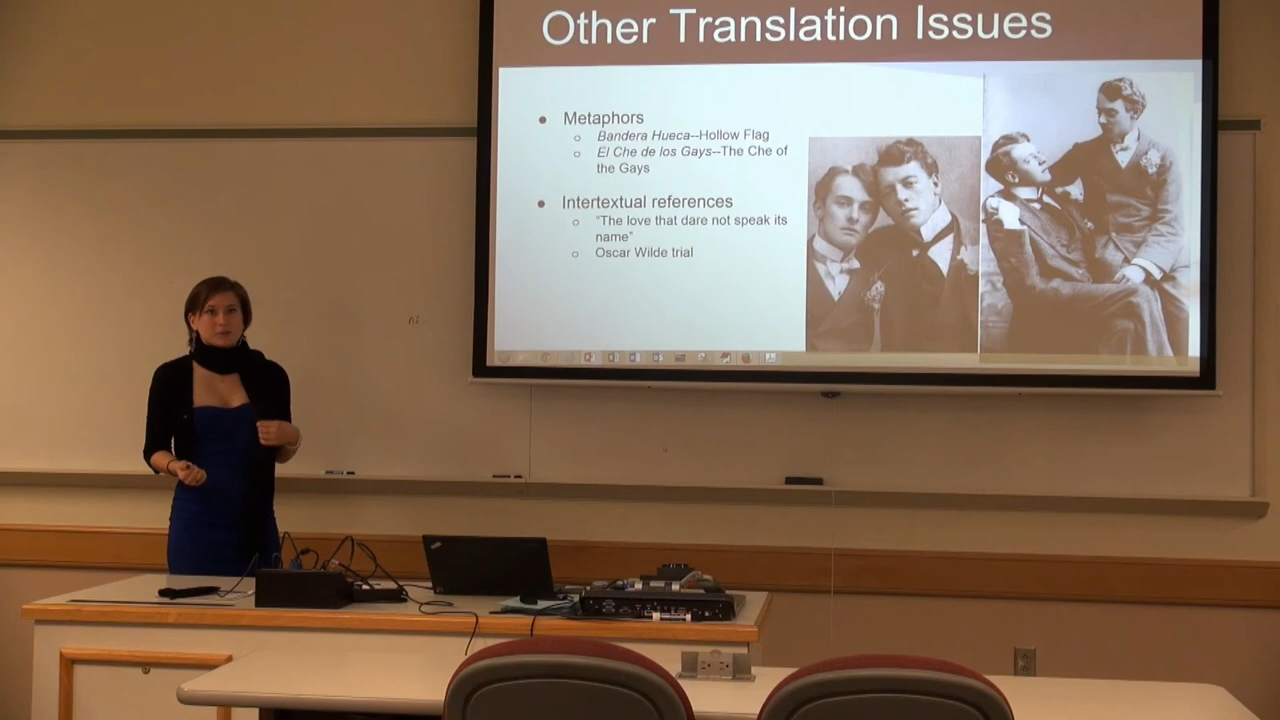 Other Translation Issues
● Metaphors
○ Bandera Hueca--Hollow Flag
○ El Che de los Gays--The Che of
the Gays
● Intertextual references
○ "The love that dare not speak its
name"
○ Oscar Wilde trial
ni